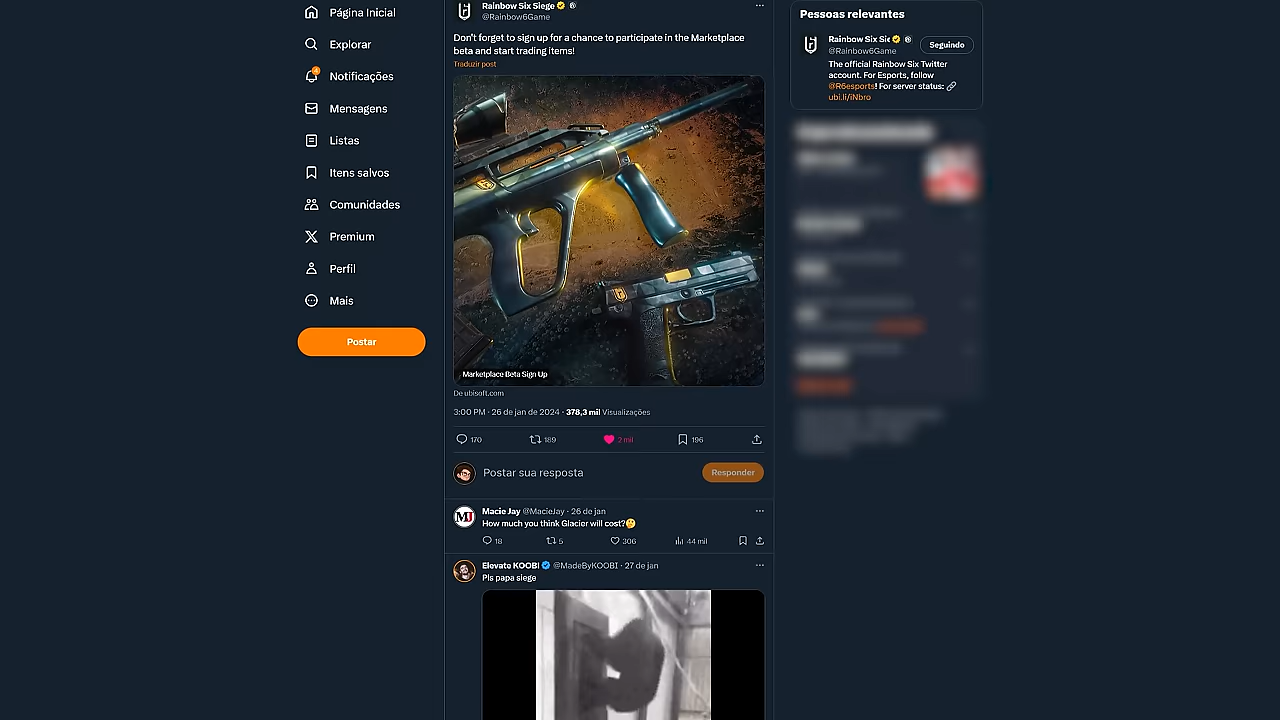 Página Inicial
Explorar
4
Notificações
Mensagens
Listas
Itens salvos
Comunidades
Premium
Perfil
Mais
Postar
Rainbow Six Siege
@Rainbow6Game
Don't forget to sign up for a chance to participate in the Marketplace
beta and start trading items!
Traduzir post
Marketplace Beta Sign Up
De ubisoft.com
3:00 PM · 26 de jan de 2024 · 378,3 mil Visualizações
170 189 2 mil 196
Postar sua resposta
Responder
MJ
Macie Jay @MacieJay · 26 de jan
How much you think Glacier will cost?🤔
18 5 306 44 mil
Elevate KOOBI @MadeByKOOBI · 27 de jan
Pls papa siege
Pessoas relevantes
Rainbow Six Sie
@Rainbow6Game
Seguindo
The official Rainbow Six Twitter
account. For Esports, follow
@R6esports! For server status: 🔗
ubi.li/iNbro